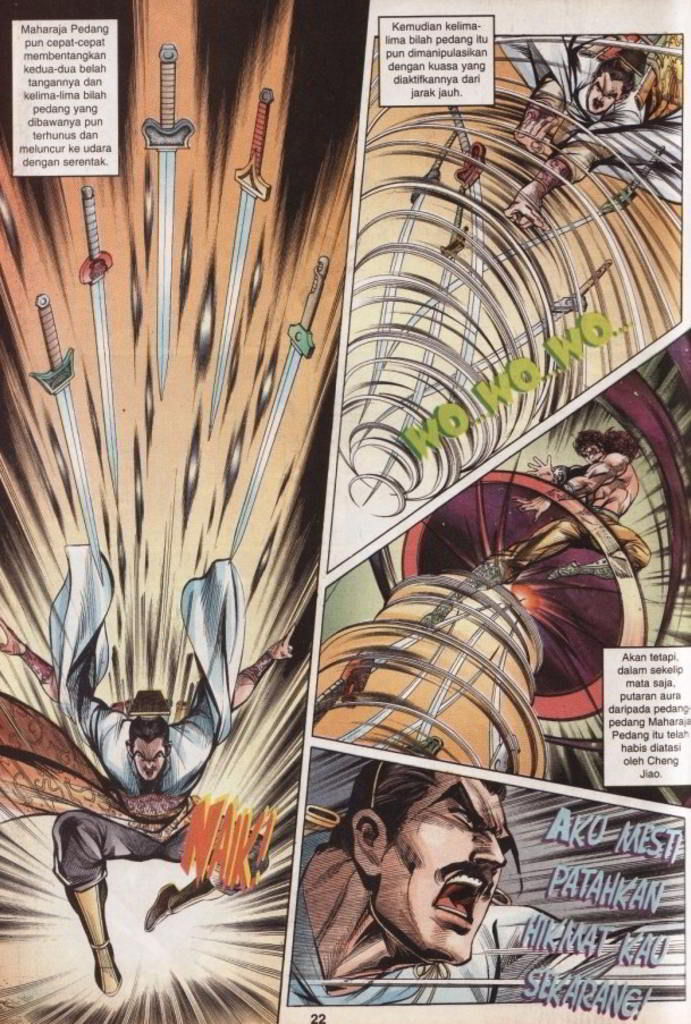 Maharaja Pedang
pun cepat-cepat
membentangkan
kedua-dua belah
tangannya dan
kelima-lima bilah
pedang yang
dibawanya pun
terhunus dan
meluncur ke udara
dengan serentak.
NAIK!
Kemudian kelima-
lima bilah pedang itu
pun dimanipulasikan
dengan kuasa yang
diaktifkannya dari
jarak jauh.
WO..WO..WO..
Akan tetapi,
dalam sekelip
mata saja,
putaran aura
daripada pedang-
pedang Maharaja
Pedang itu telah
habis diatasi
oleh Cheng
Jiao.
AKU MESTI
PATAHKAN
HIKMAT KAU
SEKARANG!
22